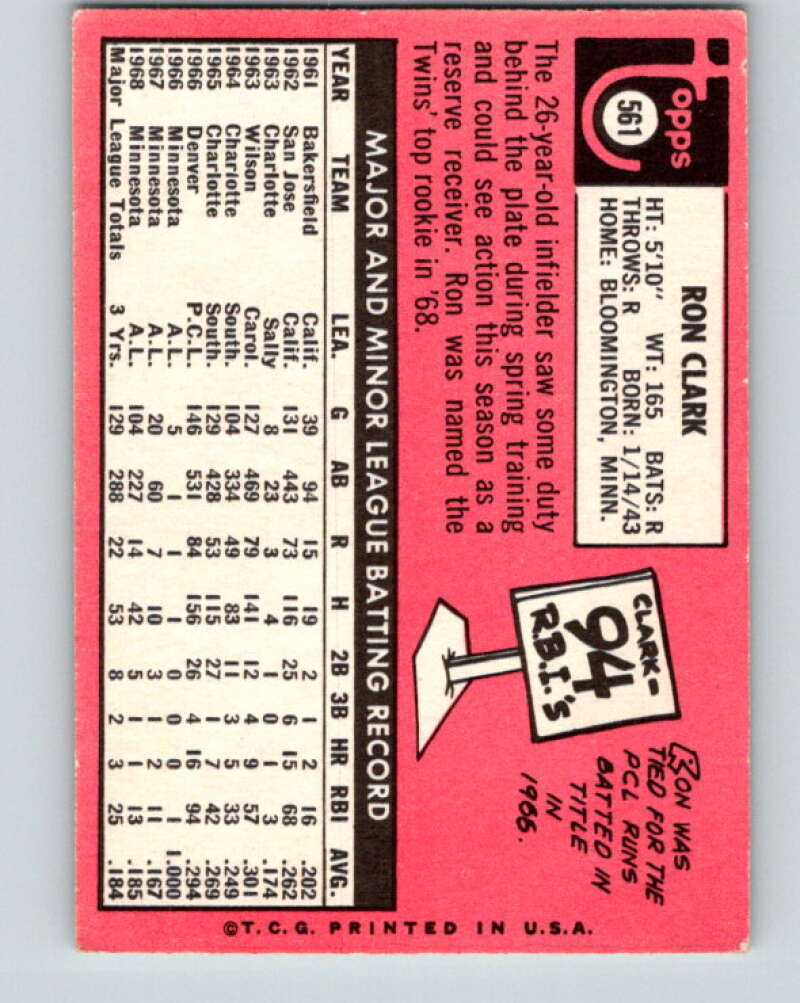 Topps
561
RON CLARK
HT: 5'10" WT: 165 BATS: R
THROWS: R BORN: 1/14/43
HOME: BLOOMINGTON, MINN.
The 26-year-old infielder saw some duty
behind the plate during spring training
and could see action this season as a
reserve receiver. Ron was named the
Twins' top rookie in '68.
CLARK-
94
R.B.I.'s
RON WAS
TIED FOR THE
PCL RUNS
BATTED IN
TITLE
IN
1966.
MAJOR AND MINOR LEAGUE BATTING RECORD
YEAR TEAM LEA. G AB R H 2B 3B HR RBI AVG.
1961 Bakersfield Calif. 39 94 15 19 2 1 2 16 .202
1962 San Jose Calif. 131 443 73 116 25 6 15 68 .262
1963 Charlotte Sally 8 23 3 4 1 0 1 3 .174
1963 Wilson Carol. 127 469 79 141 12 4 9 57 .301
1964 Charlotte South. 104 334 49 83 11 3 5 33 .249
1965 Charlotte South. 129 428 53 115 27 1 7 42 .269
1966 Denver P.C.L. 146 531 84 156 26 4 16 94 .294
1966 Minnesota A.L. 5 1 1 1 0 0 0 1 1.000
1967 Minnesota A.L. 20 60 7 10 3 1 2 11 .167
1968 Minnesota A.L. 104 227 14 42 5 1 1 13 .185
Major League Totals 3 Yrs. 129 288 22 53 8 2 3 25 .184
©T.C.G. PRINTED IN U.S.A.